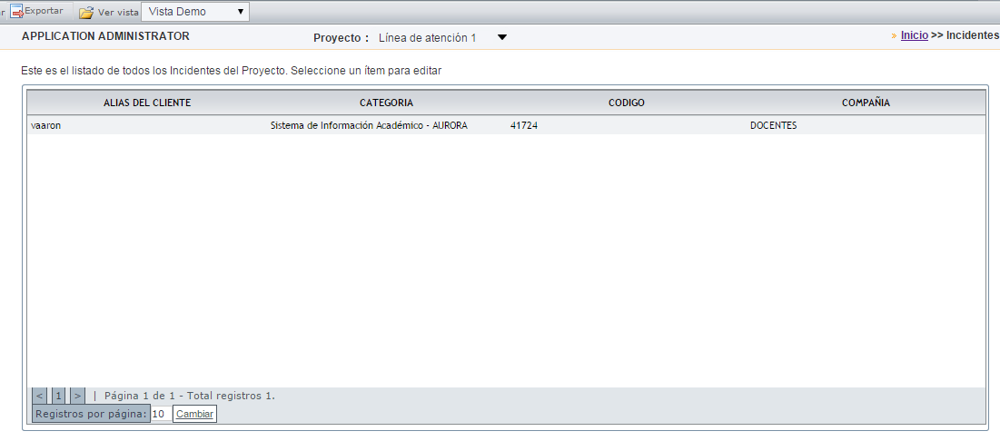 r Exportar Ver vista Vista Demo
APPLICATION ADMINISTRATOR Proyecto : Línea de atención 1 » Inicio >> Incidentes
Este es el listado de todos los Incidentes del Proyecto. Seleccione un ítem para editar
ALIAS DEL CLIENTE CATEGORIA CODIGO COMPAÑIA
vaaron Sistema de Información Académico - AURORA 41724 DOCENTES
< 1 > | Página 1 de 1 - Total registros 1.
Registros por página: 10 Cambiar